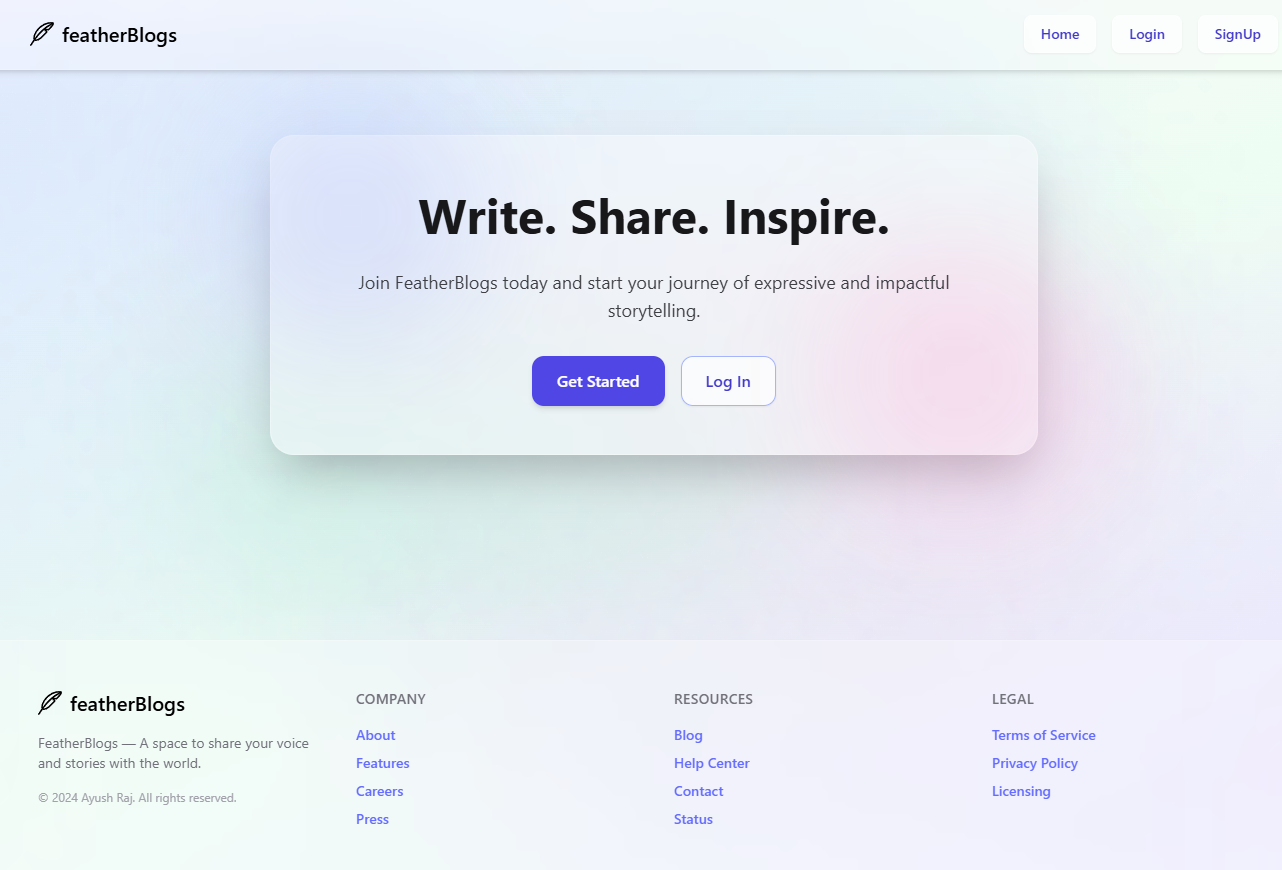 featherBlogs
Home
Login
SignUp
Write. Share. Inspire.
Join FeatherBlogs today and start your journey of expressive and impactful
storytelling.
Get Started
Log In
featherBlogs
FeatherBlogs — A space to share your voice
and stories with the world.
© 2024 Ayush Raj. All rights reserved.
COMPANY
About
Features
Careers
Press
RESOURCES
Blog
Help Center
Contact
Status
LEGAL
Terms of Service
Privacy Policy
Licensing